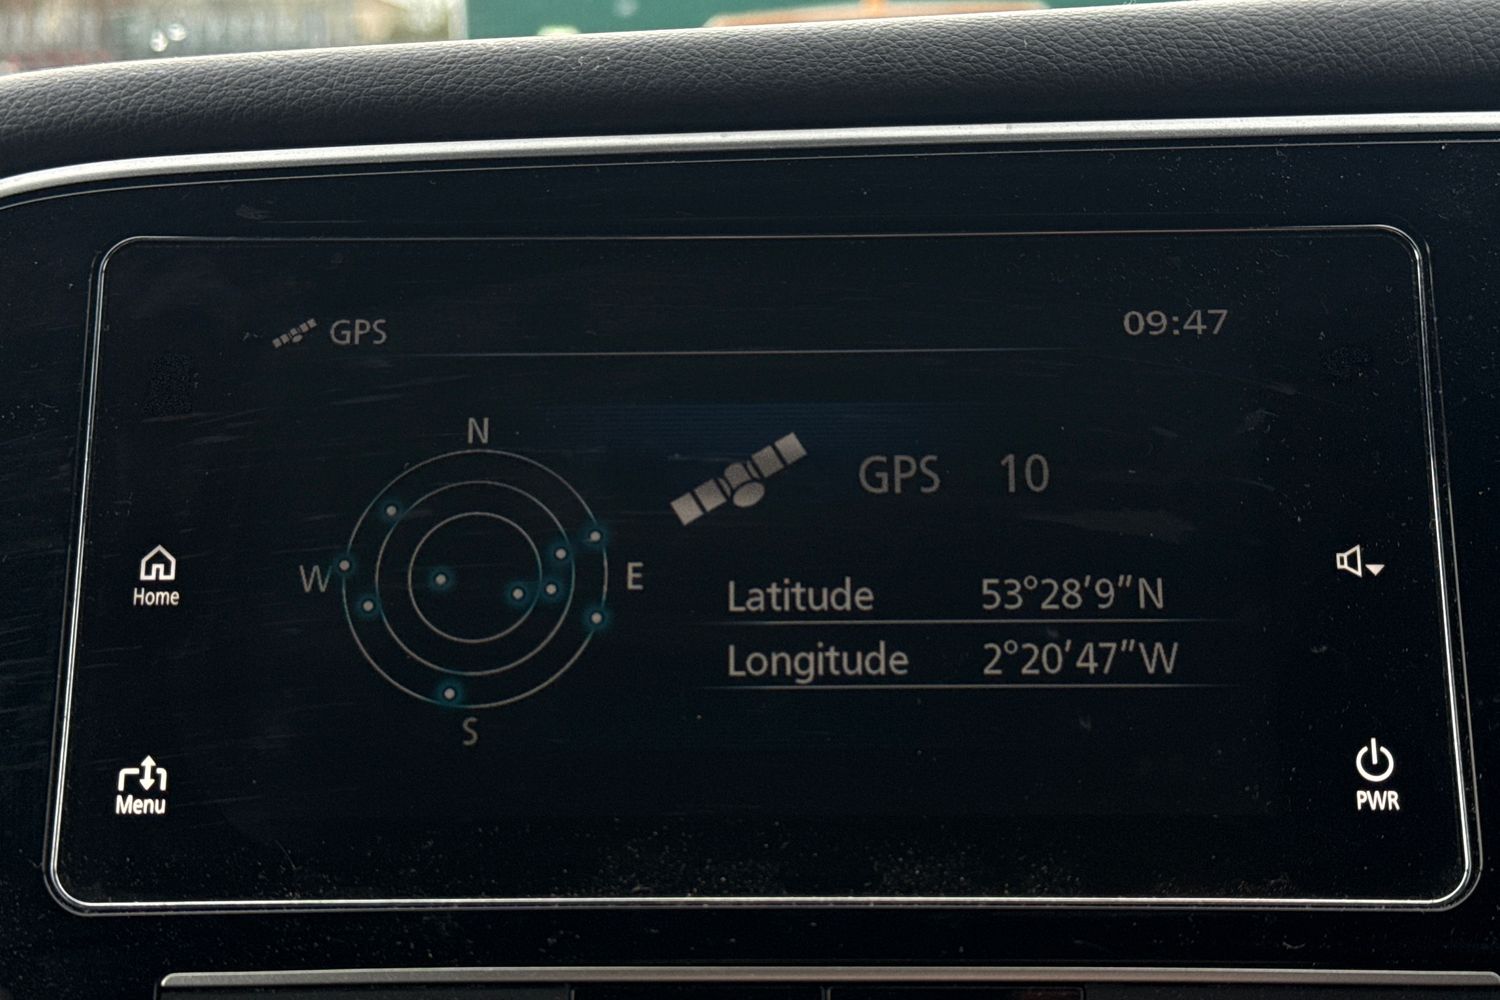 GPS
09:47
N
W
E
S
GPS 10
Latitude 53°28'9"N
Longitude 2°20'47"W
Home
Menu
PWR